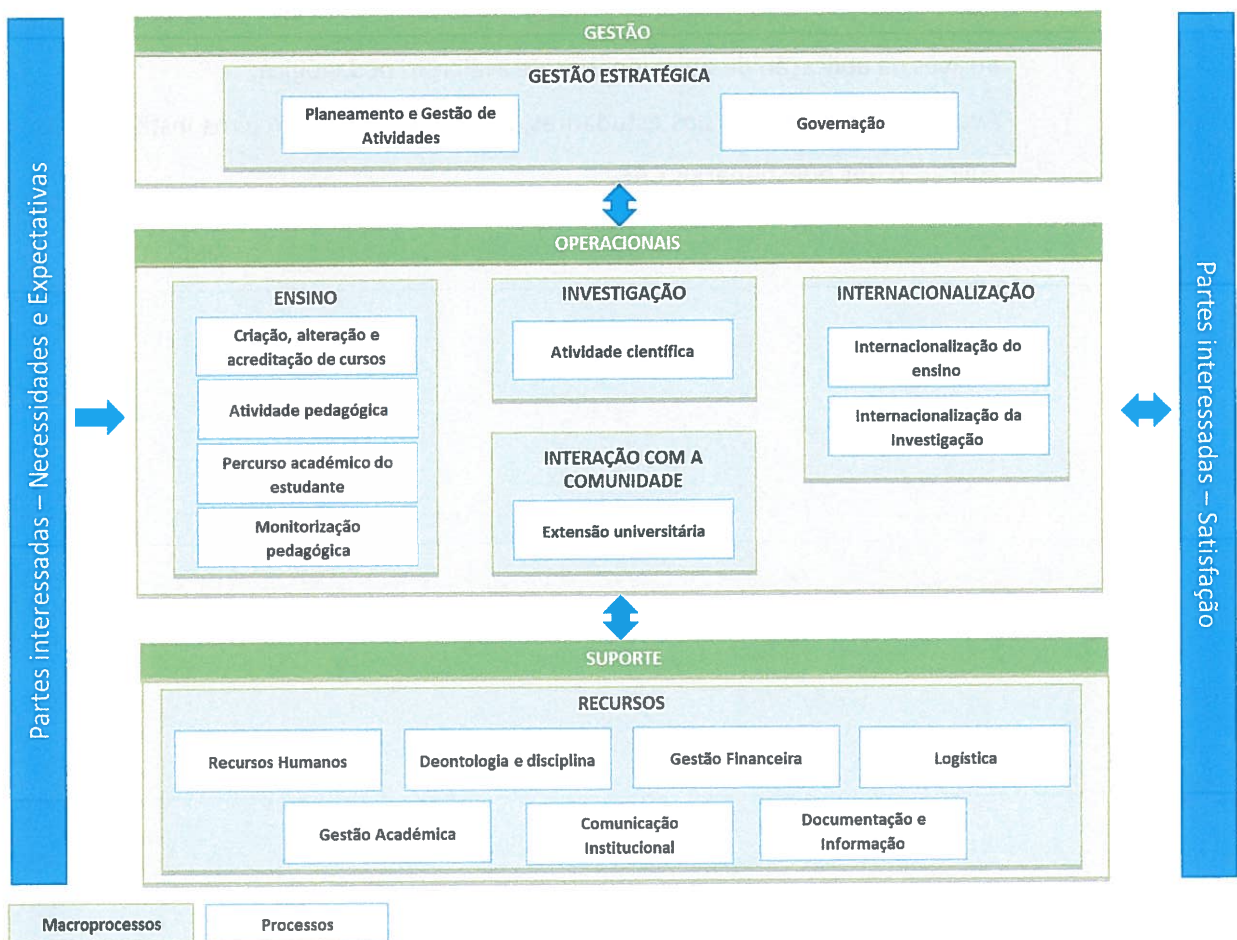 GESTÃO
GESTÃO ESTRATÉGICA
Planeamento e Gestão de
Atividades
Governação
Partes interessadas – Necessidades e Expectativas
OPERACIONAIS
ENSINO
Criação, alteração e
acreditação de cursos
Atividade pedagógica
Percurso académico do
estudante
Monitorização
pedagógica
INVESTIGAÇÃO
Atividade científica
INTERAÇÃO COM A
COMUNIDADE
Extensão universitária
INTERNACIONALIZAÇÃO
Internacionalização do
ensino
Internacionalização da
investigação
Partes interessadas – Satisfação
SUPORTE
RECURSOS
Recursos Humanos
Deontologia e disciplina
Gestão Financeira
Logística
Gestão Académica
Comunicação
Institucional
Documentação e
Informação
Macroprocessos
Processos